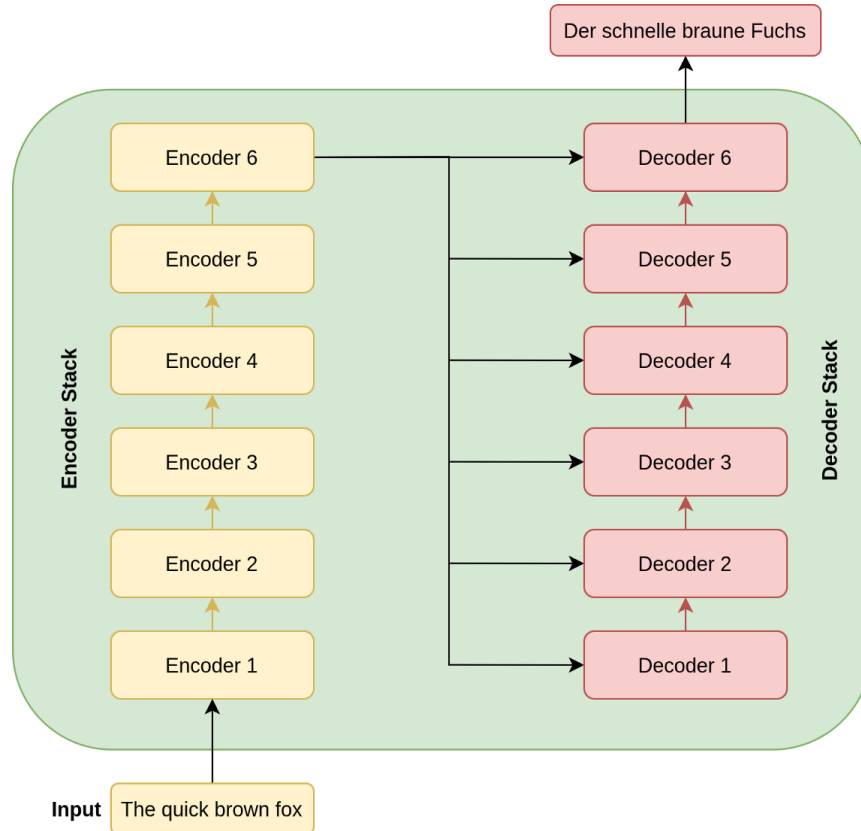 Der schnelle braune Fuchs
Encoder 6
Decoder 6
Encoder 5
Decoder 5
Encoder 4
Decoder 4
Encoder Stack
Decoder Stack
Encoder 3
Decoder 3
Encoder 2
Decoder 2
Encoder 1
Decoder 1
Input
The quick brown fox